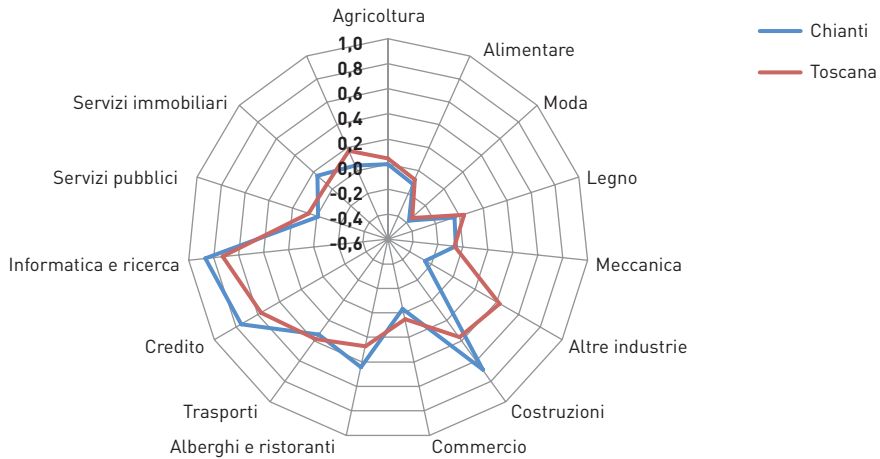 Agricoltura
Chianti
Alimentare
Toscana
1,0
0,8
0,6
0,4
0,2
0,0
-0,2
-0,4
-0,6
Moda
Legno
Meccanica
Altre industrie
Costruzioni
Commercio
Alberghi e ristoranti
Trasporti
Credito
Informatica e ricerca
Servizi pubblici
Servizi immobiliari